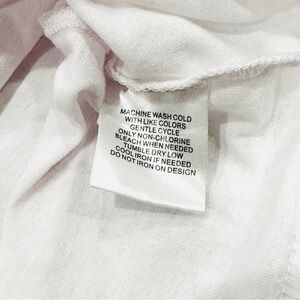 MACHINE WASH COLD
WITH LIKE COLORS
GENTLE CYCLE
ONLY NON-CHLORINE
BLEACH WHEN NEEDED
TUMBLE DRY LOW
COOL IRON IF NEEDED
DO NOT IRON ON DESIGN